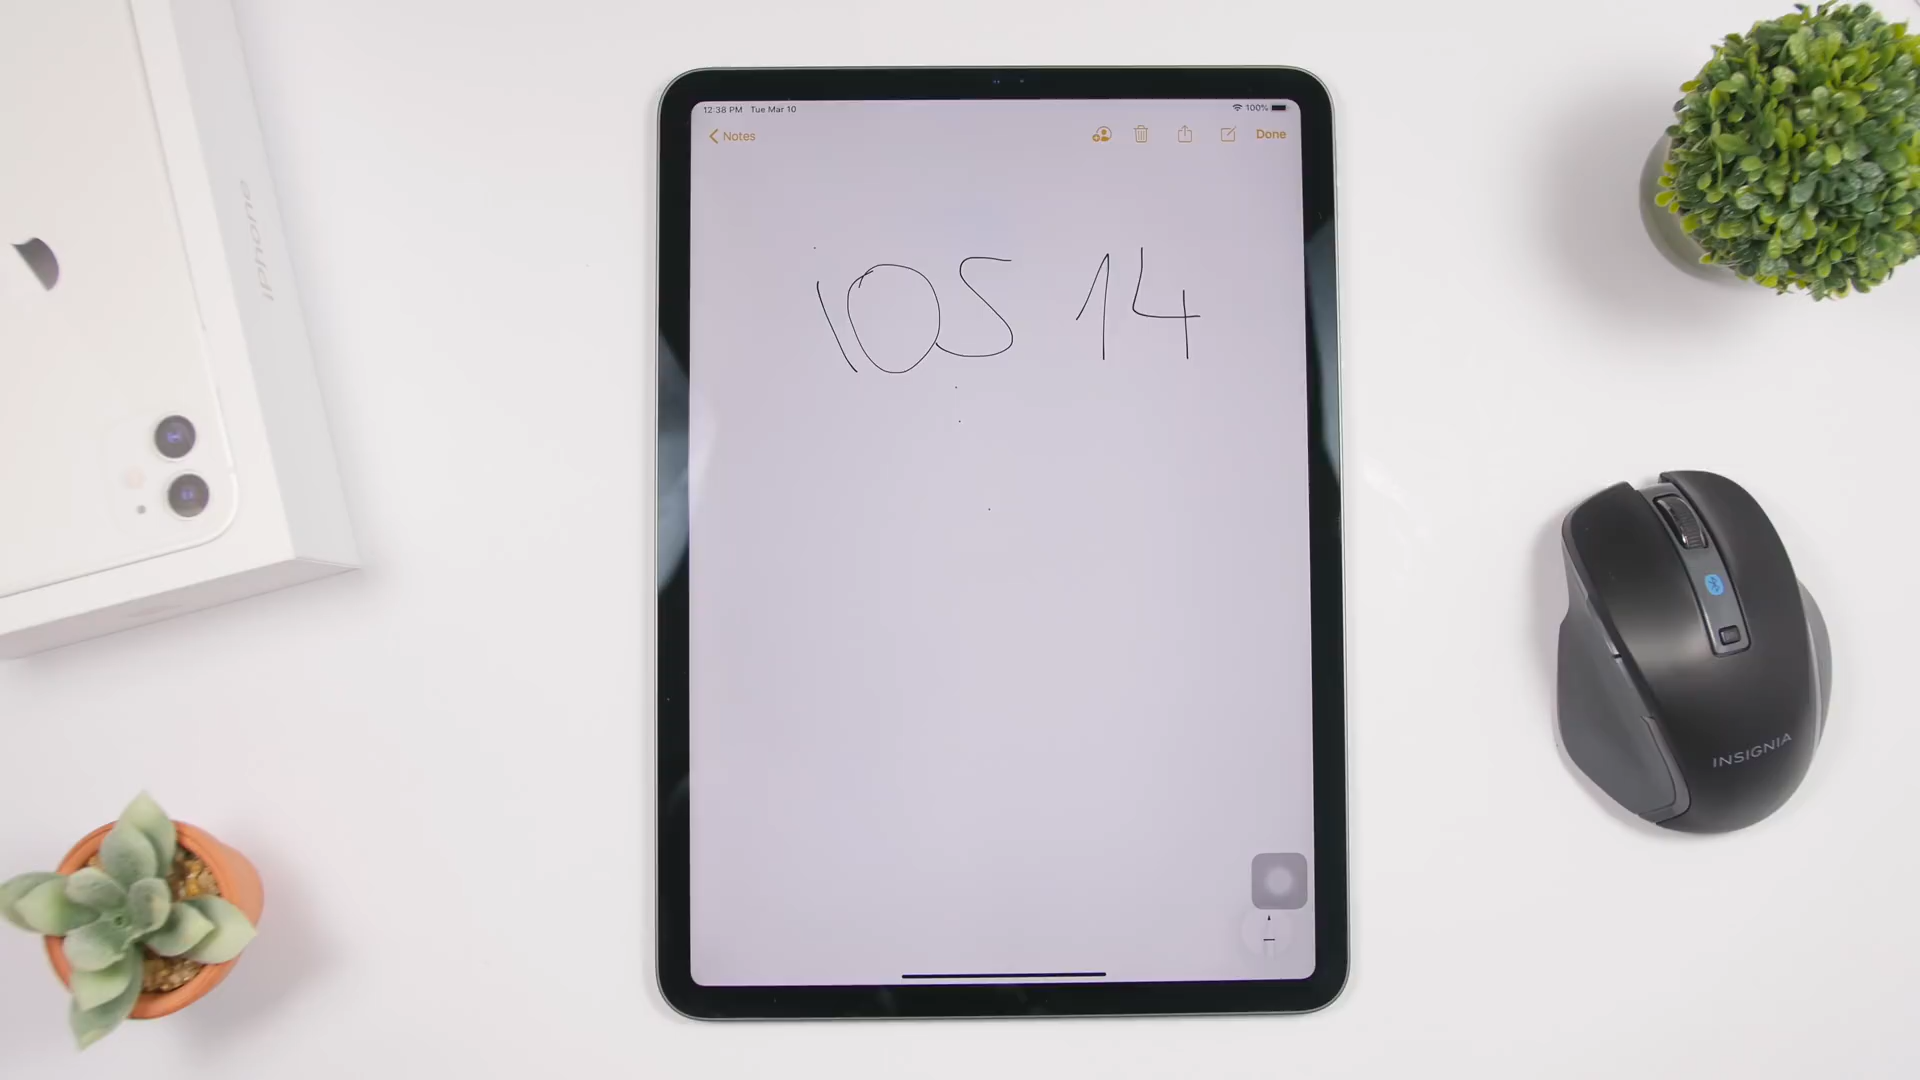 iPhone
12:38 PM Tue Mar 10
100%
Notes
Done
iOS 14
INSIGNIA